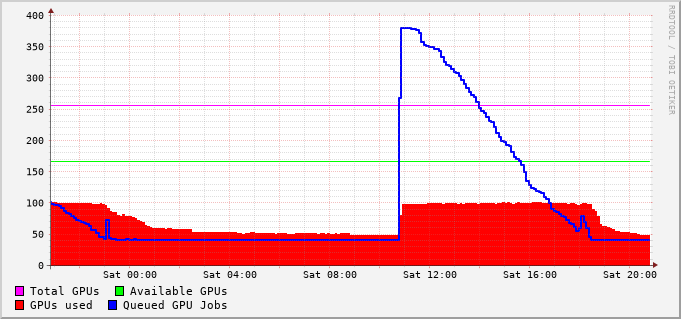 400
350
300
250
200
150
100
50
0
Sat 00:00 Sat 04:00 Sat 08:00 Sat 12:00 Sat 16:00 Sat 20:00
Total GPUs Available GPUs
GPUs used Queued GPU Jobs
RRDTOOL / TOBI OETIKER